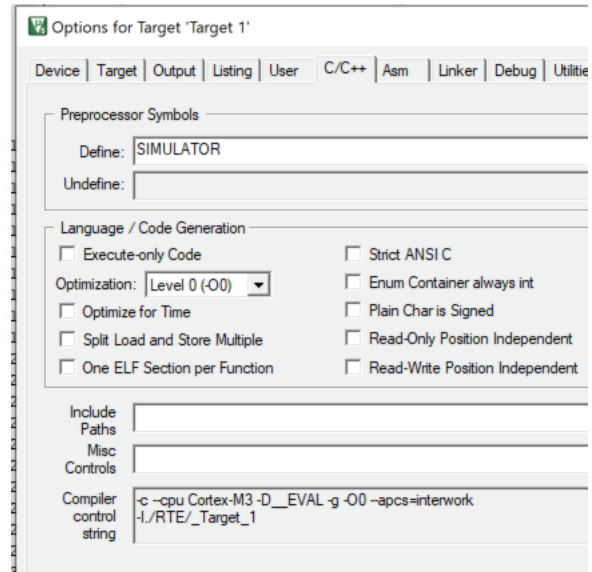 Options for Target 'Target 1'
Device Target Output Listing User C/C++ Asm Linker Debug Utilitie
Preprocessor Symbols
Define: SIMULATOR
Undefine:
Language / Code Generation
Execute-only Code
Strict ANSI C
Optimization: Level 0 (-O0)
Enum Container always int
Optimize for Time
Plain Char is Signed
Split Load and Store Multiple
Read-Only Position Independent
One ELF Section per Function
Read-Write Position Independent
Include
Paths
Misc
Controls
Compiler
control
string
-c --cpu Cortex-M3 -D__EVAL -g -O0 --apcs=interwork
-I./RTE/_Target_1